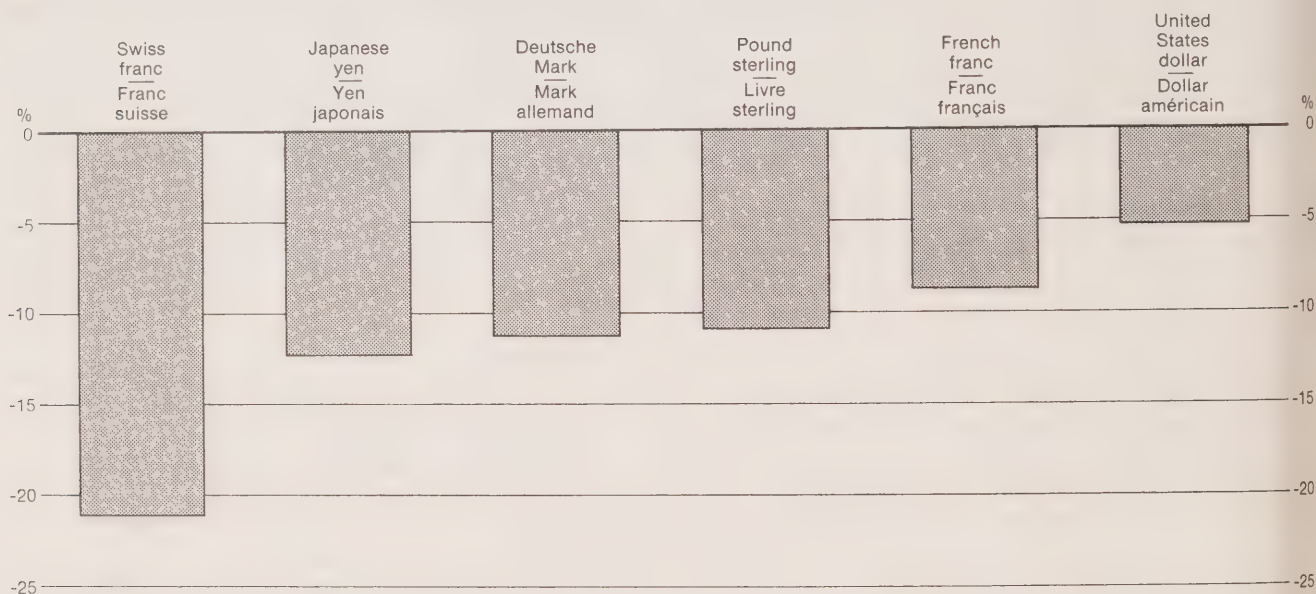 Swiss
franc
Franc
suisse
Japanese
yen
Yen
japonais
Deutsche
Mark
Mark
allemand
Pound
sterling
Livre
sterling
French
franc
Franc
français
United
States
dollar
Dollar
américain
%
0
-5
-10
-15
-20
-25
%
0
-5
-10
-15
-20
-25